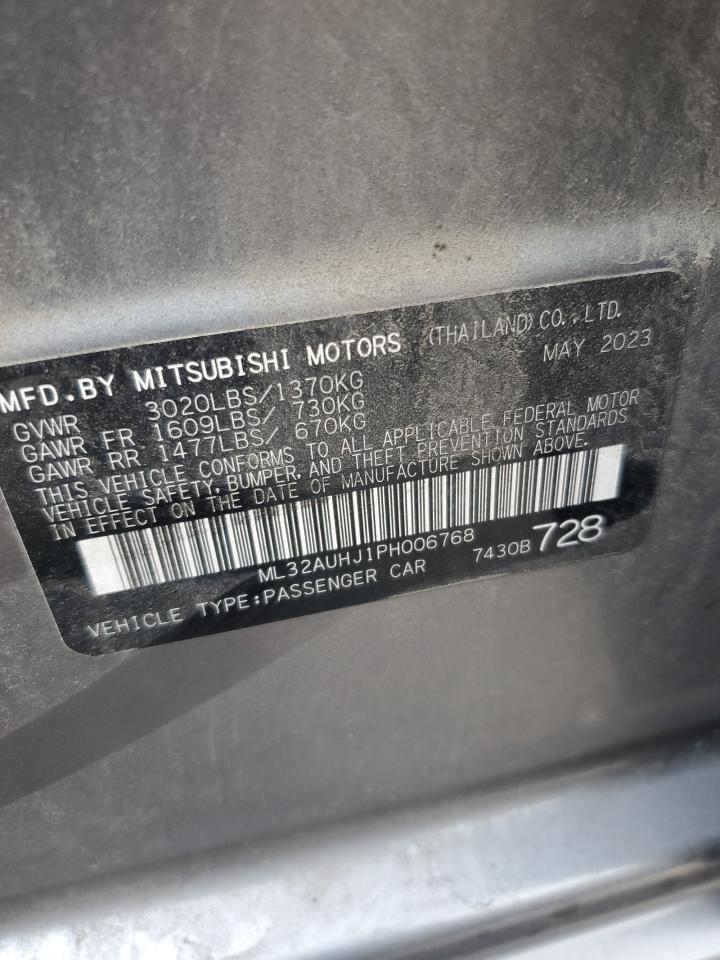 MFD.BY MITSUBISHI MOTORS (THAILAND) CO.,LTD.
MAY 2023
GVWR 3020LBS/1370KG
GAWR FR 1609LBS/ 730KG
GAWR RR 1477LBS/ 670KG
THIS VEHICLE CONFORMS TO ALL APPLICABLE FEDERAL MOTOR
VEHICLE SAFETY, BUMPER, AND THEFT PREVENTION STANDARDS
IN EFFECT ON THE DATE OF MANUFACTURE SHOWN ABOVE.
ML32AUHJ1PH006768
VEHICLE TYPE:PASSENGER CAR 7430B 728